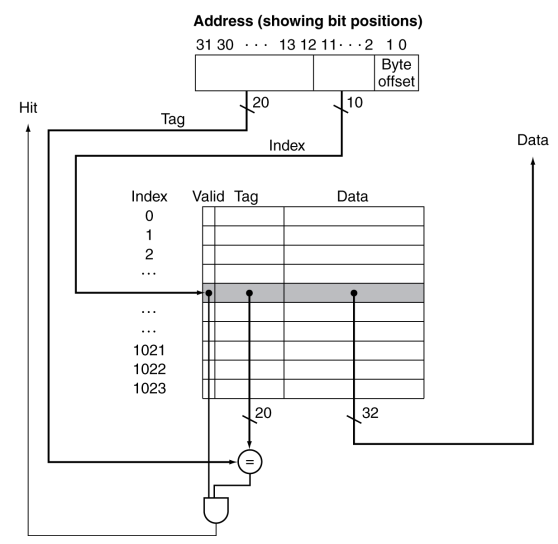 Address (showing bit positions)
31 30 · · · 13 12 11 · · · 2 1 0
Byte
offset
20
10
Hit
Tag
Index
Data
Index Valid Tag Data
0
1
2
...
...
...
1021
1022
1023
20
32
=